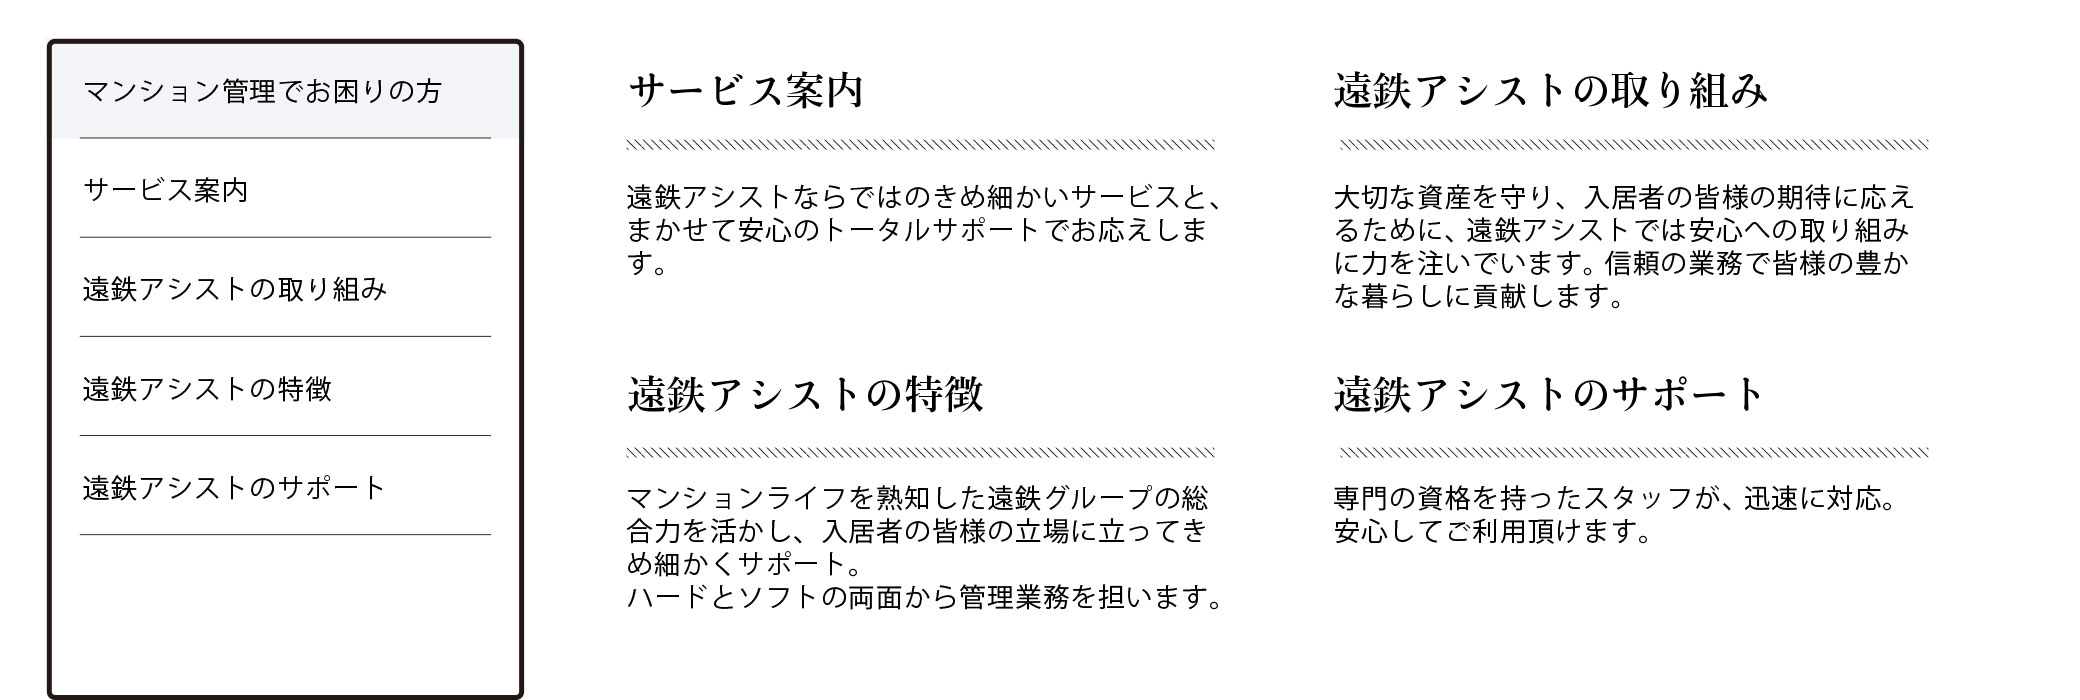 マンション管理でお困りの方
サービス案内
遠鉄アシストの取り組み
遠鉄アシストの特徴
遠鉄アシストのサポート
サービス案内
遠鉄アシストならではのきめ細かいサービスと、
まかせて安心のトータルサポートでお応えしま
す。
遠鉄アシストの取り組み
大切な資産を守り、入居者の皆様の期待に応え
るために、遠鉄アシストでは安心への取り組み
に力を注いでいます。信頼の業務で皆様の豊か
な暮らしに貢献します。
遠鉄アシストの特徴
マンションライフを熟知した遠鉄グループの総
合力を活かし、入居者の皆様の立場に立ってき
め細かくサポート。
ハードとソフトの両面から管理業務を担います。
遠鉄アシストのサポート
専門の資格を持ったスタッフが、迅速に対応。
安心してご利用頂けます。